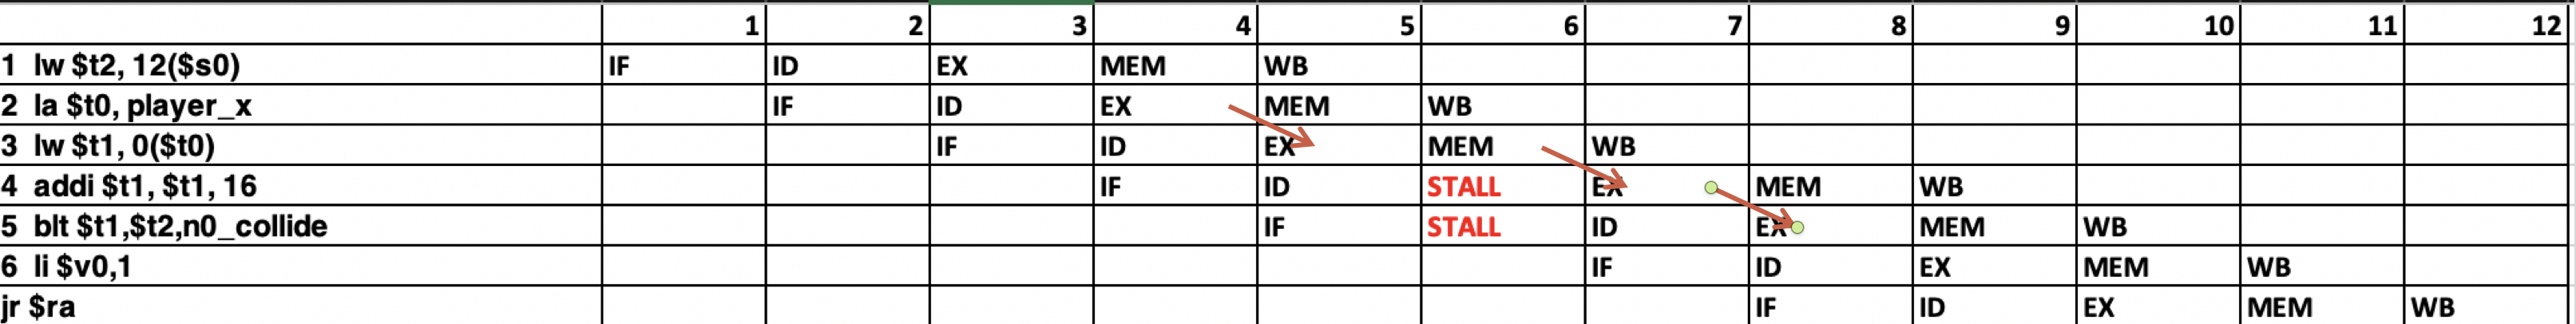 1 2 3 4 5 6 7 8 9 10 11 12
1 lw $t2, 12($s0) IF ID EX MEM WB
2 la $t0, player_x IF ID EX MEM WB
3 lw $t1, 0($t0) IF ID EX MEM WB
4 addi $t1, $t1, 16 IF ID STALL EX MEM WB
5 blt $t1,$t2,n0_collide IF STALL ID EX MEM WB
6 li $v0,1 IF ID EX MEM WB
jr $ra IF ID EX MEM WB